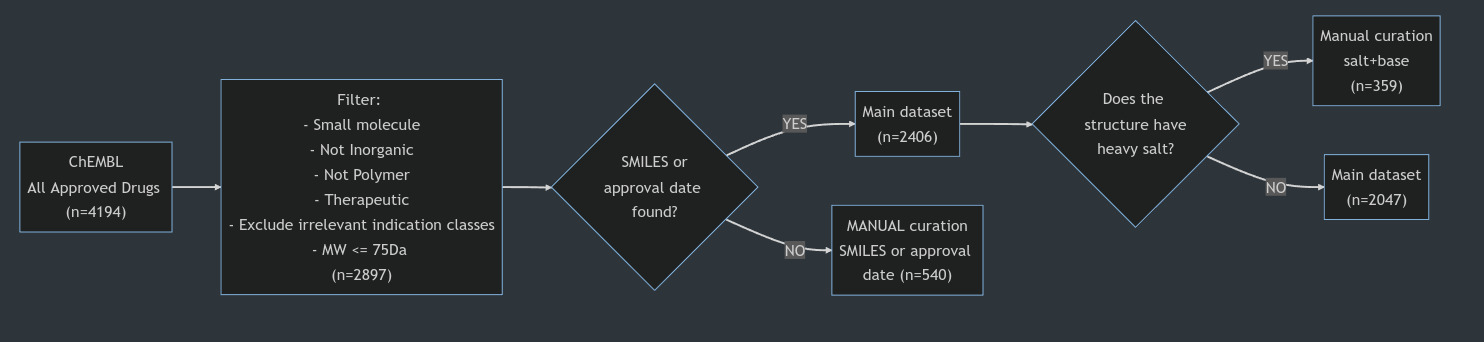 ChEMBL
All Approved Drugs
(n=4194)
Filter:
- Small molecule
- Not Inorganic
- Not Polymer
- Therapeutic
- Exclude irrelevant indication classes
- MW <= 75Da
(n=2897)
SMILES or
approval date
found?
YES
Main dataset
(n=2406)
NO
MANUAL curation
SMILES or approval
date (n=540)
Does the
structure have
heavy salt?
YES
Manual curation
salt+base
(n=359)
NO
Main dataset
(n=2047)